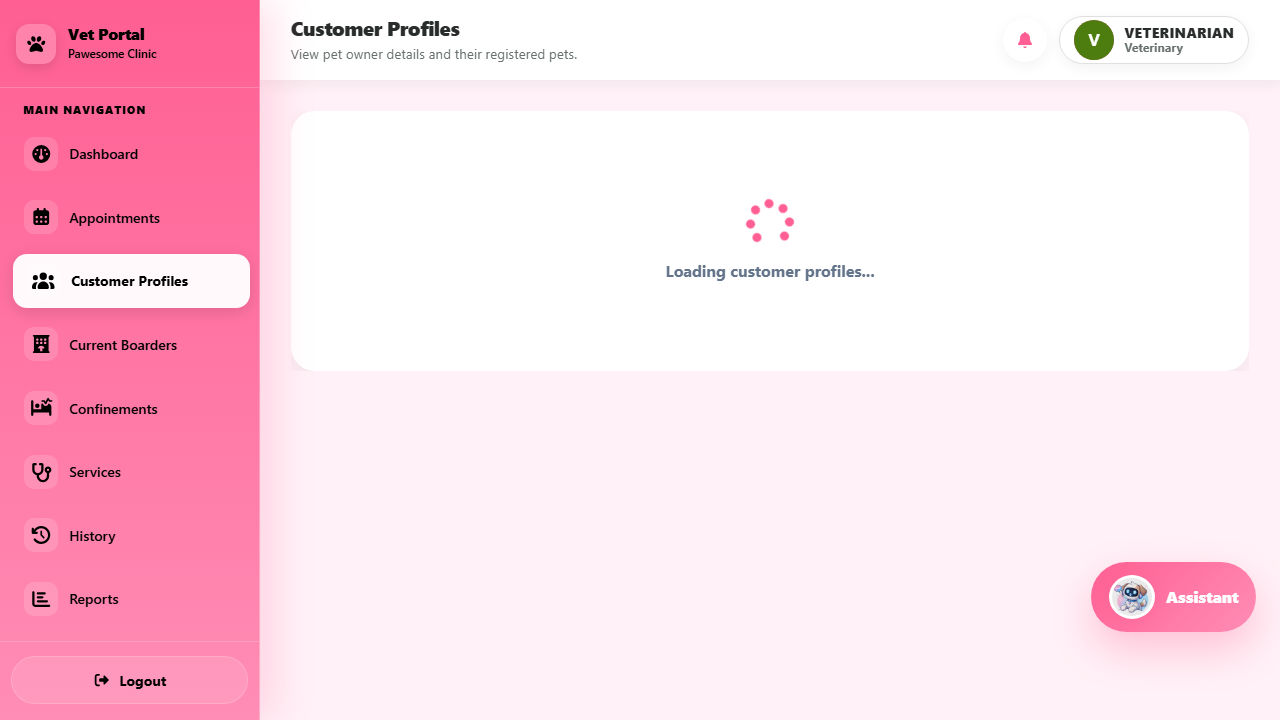 Vet Portal
Pawesome Clinic
MAIN NAVIGATION
Dashboard
Appointments
Customer Profiles
Current Boarders
Confinements
Services
History
Reports
Logout
Customer Profiles
View pet owner details and their registered pets.
V
VETERINARIAN
Veterinary
Loading customer profiles...
Assistant